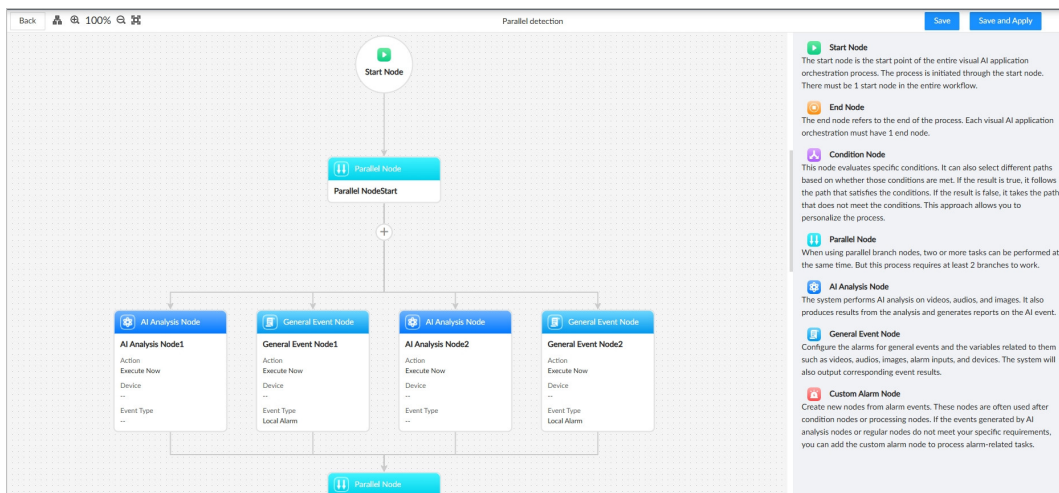 Back 100% Parallel detection Save Save and Apply
Start Node
Parallel Node
Parallel NodeStart
AI Analysis Node
AI Analysis Node1
Action
Execute Now
Device
--
Event Type
--
General Event Node
General Event Node1
Action
Execute Now
Device
--
Event Type
Local Alarm
AI Analysis Node
AI Analysis Node2
Action
Execute Now
Device
--
Event Type
--
General Event Node
General Event Node2
Action
Execute Now
Device
--
Event Type
Local Alarm
Parallel Node
Start Node
The start node is the start point of the entire visual AI application
orchestration process. The process is initiated through the start node.
There must be 1 start node in the entire workflow.
End Node
The end node refers to the end of the process. Each visual AI application
orchestration must have 1 end node.
Condition Node
This node evaluates specific conditions. It can also select different paths
based on whether those conditions are met. If the result is true, it follows
the path that satisfies the conditions. If the result is false, it takes the path
that does not meet the conditions. This approach allows you to
personalize the process.
Parallel Node
When using parallel branch nodes, two or more tasks can be performed at
the same time. But this process requires at least 2 branches to work.
AI Analysis Node
The system performs AI analysis on videos, audios, and images. It also
produces results from the analysis and generates reports on the AI event.
General Event Node
Configure the alarms for general events and the variables related to them
such as videos, audios, images, alarm inputs, and devices. The system will
also output corresponding event results.
Custom Alarm Node
Create new nodes from alarm events. These nodes are often used after
condition nodes or processing nodes. If the events generated by AI
analysis nodes or regular nodes do not meet your specific requirements,
you can add the custom alarm node to process alarm-related tasks.